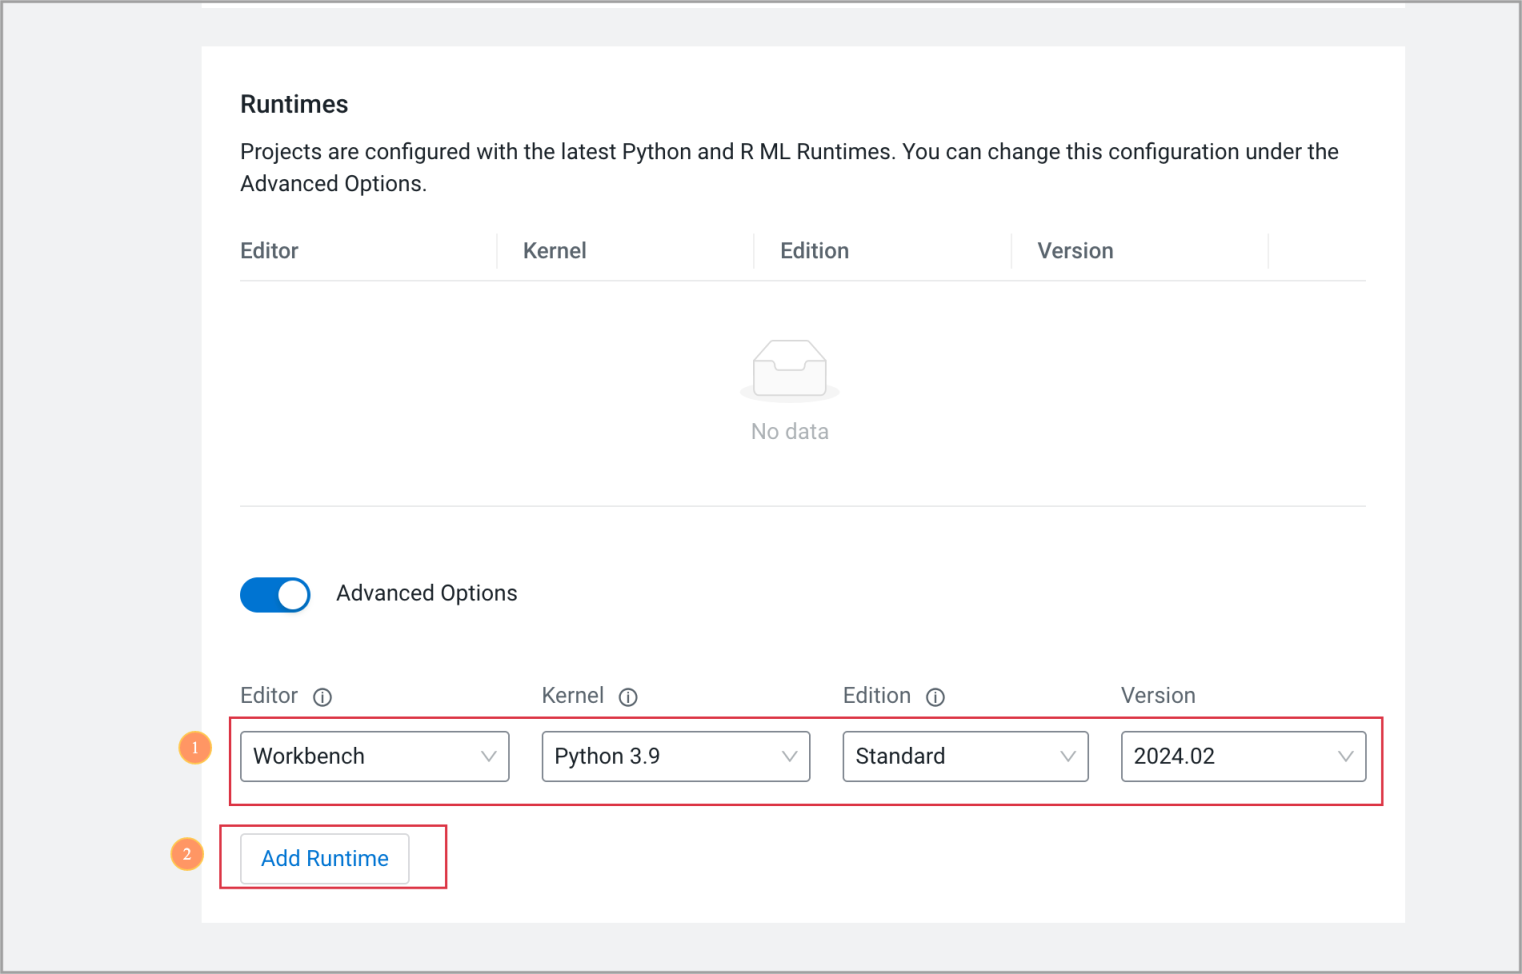 Runtimes
Projects are configured with the latest Python and R ML Runtimes. You can change this configuration under the
Advanced Options.
Editor Kernel Edition Version
No data
Advanced Options
Editor Kernel Edition Version
1 Workbench Python 3.9 Standard 2024.02
2 Add Runtime